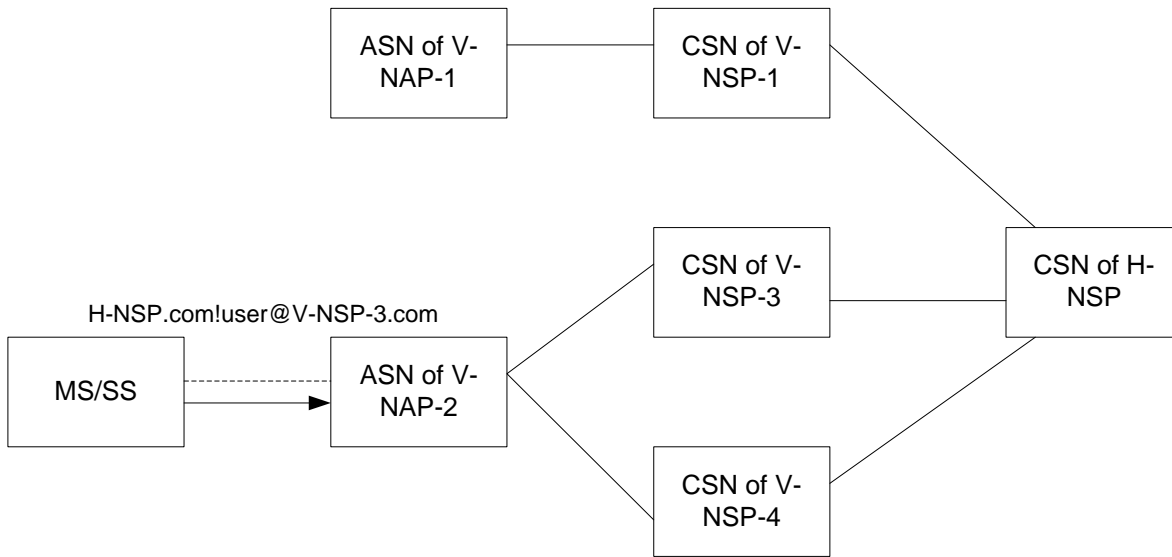 ASN of V-
NAP-1
CSN of V-
NSP-1
CSN of V-
NSP-3
CSN of H-
NSP
H-NSP.com!user@V-NSP-3.com
MS/SS
ASN of V-
NAP-2
CSN of V-
NSP-4